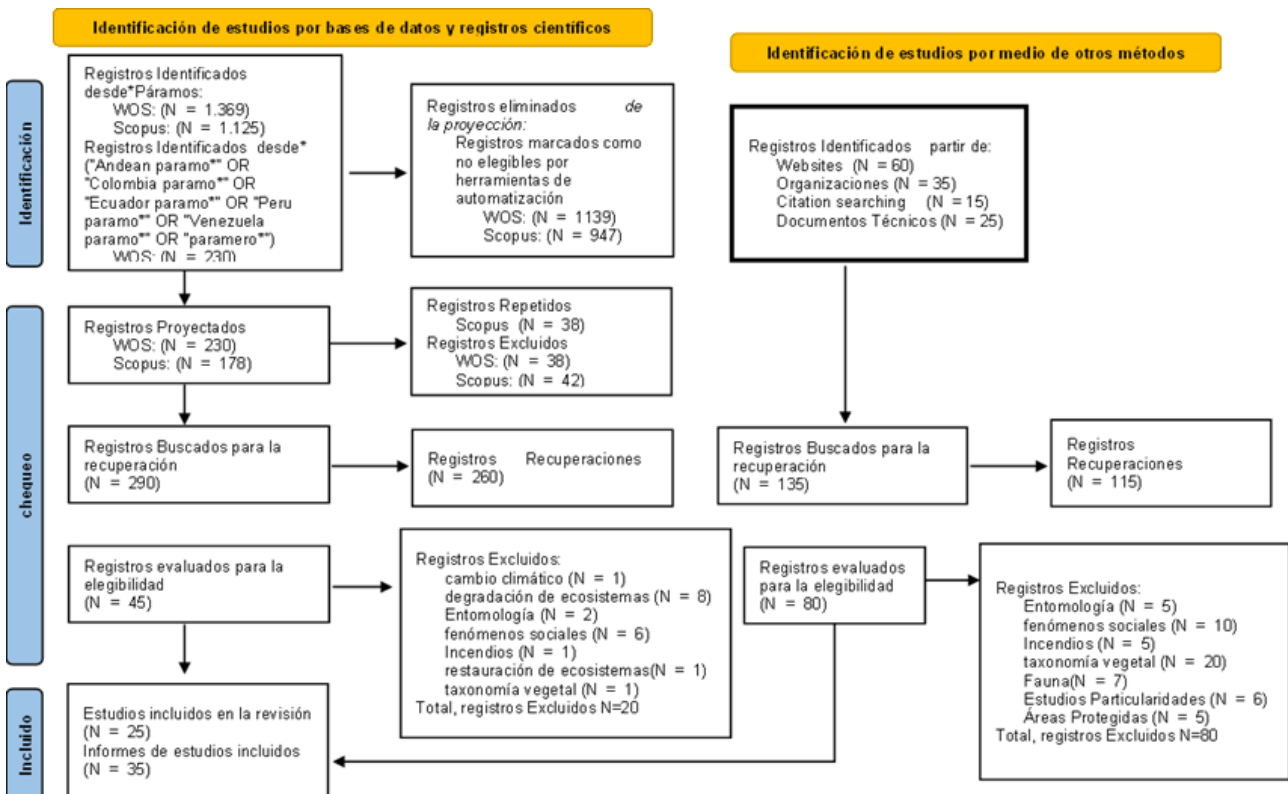 Identificación de estudios por bases de datos y registros científicos
Identificación de estudios por medio de otros métodos
Identificación
Registros Identificados
desde*Páramos:
WOS: (N = 1.369)
Scopus: (N = 1.125)
Registros Identificados desde*
("Andean paramo*" OR
"Colombia paramo*" OR
"Ecuador paramo*" OR "Peru
paramo*" OR "Venezuela
paramo*" OR "paramero*")
WOS: (N = 230)
Registros eliminados de
la proyección:
Registros marcados como
no elegibles por
herramientas de
automatización
WOS: (N = 1139)
Scopus: (N = 947)
Registros Identificados partir de:
Websites (N = 60)
Organizaciones (N = 35)
Citation searching (N = 15)
Documentos Técnicos (N = 25)
chequeo
Registros Proyectados
WOS: (N = 230)
Scopus: (N = 178)
Registros Repetidos
Scopus (N = 38)
Registros Excluidos
WOS: (N = 38)
Scopus: (N = 42)
Registros Buscados para la
recuperación
(N = 290)
Registros Recuperaciones
(N = 260)
Registros Buscados para la
recuperación
(N = 135)
Registros
Recuperaciones
(N = 115)
Registros evaluados para la
elegibilidad
(N = 45)
Registros Excluidos:
cambio climático (N = 1)
degradación de ecosistemas (N = 8)
Entomología (N = 2)
fenómenos sociales (N = 6)
Incendios (N = 1)
restauración de ecosistemas(N = 1)
taxonomía vegetal (N = 1)
Total, registros Excluidos N=20
Registros evaluados
para la elegibilidad
(N = 80)
Registros Excluidos:
Entomología (N = 5)
fenómenos sociales (N = 10)
Incendios (N = 5)
taxonomía vegetal (N = 20)
Fauna(N = 7)
Estudios Particularidades (N = 6)
Áreas Protegidas (N = 5)
Total, registros Excluidos N=80
Incluido
Estudios incluidos en la revisión
(N = 25)
Informes de estudios incluidos
(N = 35)